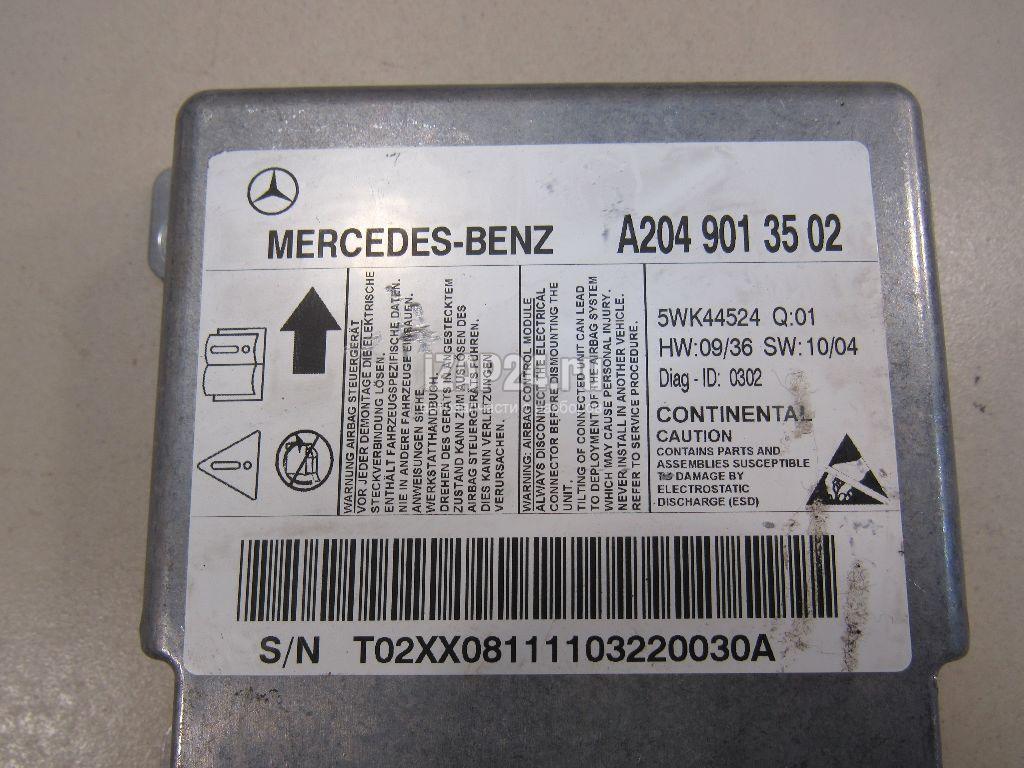 MERCEDES-BENZ A204 901 35 02
WARNUNG AIRBAG STEUERGERÄT
VOR JEDER DEMONTAGE DIE ELEKTRISCHE
STECKVERBINDUNG LÖSEN.
ENTHÄLT FAHRZEUGSPEZIFISCHE DATEN.
NIE IN ANDERE FAHRZEUGE EINBAUEN.
ANWEISUNGEN SIEHE
WERKSTATTHANDBUCH.
DREHEN DES GERÄTS IN EINGESTECKTEM
ZUSTAND KANN ZUM AUSLÖSEN DES
AIRBAG STEUERGERÄTS FÜHREN.
DIES KANN VERLETZUNGEN
VERURSACHEN.
WARNING: AIRBAG CONTROL MODULE
ALWAYS DISCONNECT THE ELECTRICAL
CONNECTOR BEFORE DISMOUNTING THE
UNIT.
TILTING OF CONNECTED UNIT CAN LEAD
TO DEPLOYMENT OF THE AIRBAG SYSTEM
WHICH MAY CAUSE PERSONAL INJURY.
NEVER INSTALL IN ANOTHER VEHICLE.
REFER TO SERVICE PROCEDURE.
5WK44524 Q:01
HW:09/36 SW:10/04
Diag - ID: 0302
CONTINENTAL
CAUTION
CONTAINS PARTS AND
ASSEMBLIES SUSCEPTIBLE
TO DAMAGE BY
ELECTROSTATIC
DISCHARGE (ESD)
S/N T02XX08111103220030A